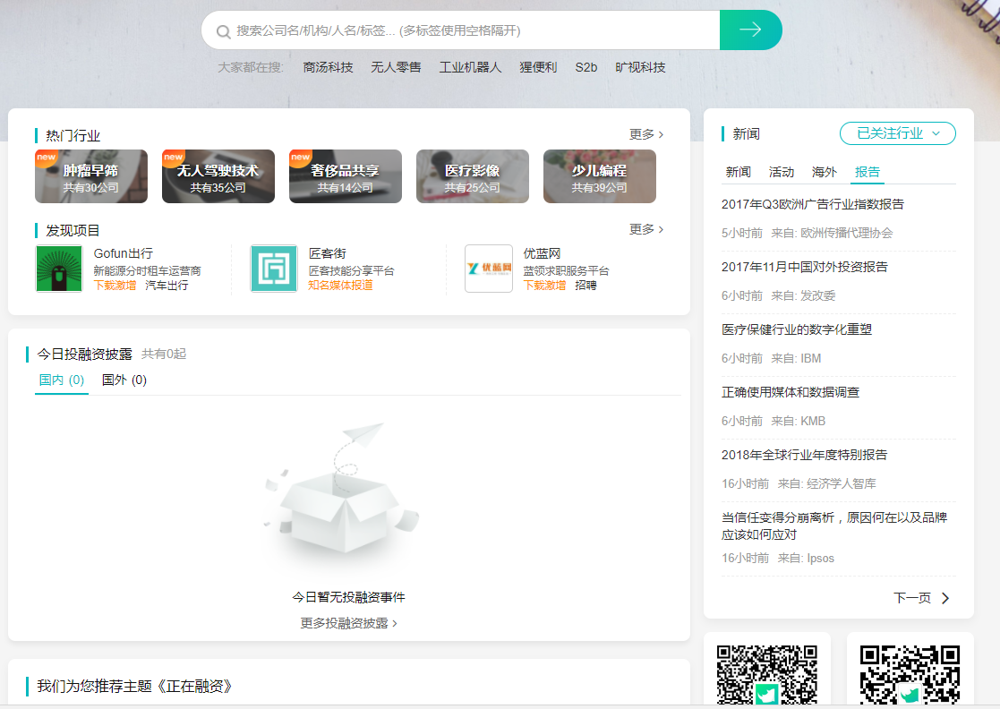 搜索公司名/机构/人名/标签... (多标签使用空格隔开)
大家都在搜: 商汤科技 无人零售 工业机器人 猩便利 S2b 旷视科技
热门行业 更多
new 肿瘤早筛
共有30公司
new 无人驾驶技术
共有35公司
new 奢侈品共享
共有14公司
医疗影像
共有25公司
少儿编程
共有39公司
发现项目 更多
Gofun出行
新能源分时租车运营商
下载激增 汽车出行
匠客街
匠客技能分享平台
知名媒体报道
优蓝网
优蓝网
蓝领求职服务平台
下载激增 招聘
今日投融资披露 共有0起
国内 (0) 国外 (0)
今日暂无投融资事件
更多投融资披露
我们为您推荐主题《正在融资》
新闻 已关注行业
新闻 活动 海外 报告
2017年Q3欧洲广告行业指数报告
5小时前 来自: 欧洲传播代理协会
2017年11月中国对外投资报告
6小时前 来自: 发改委
医疗保健行业的数字化重塑
6小时前 来自: IBM
正确使用媒体和数据调查
6小时前 来自: KMB
2018年全球行业年度特别报告
16小时前 来自: 经济学人智库
当信任变得分崩离析，原因何在以及品牌
应该如何应对
16小时前 来自: Ipsos
下一页